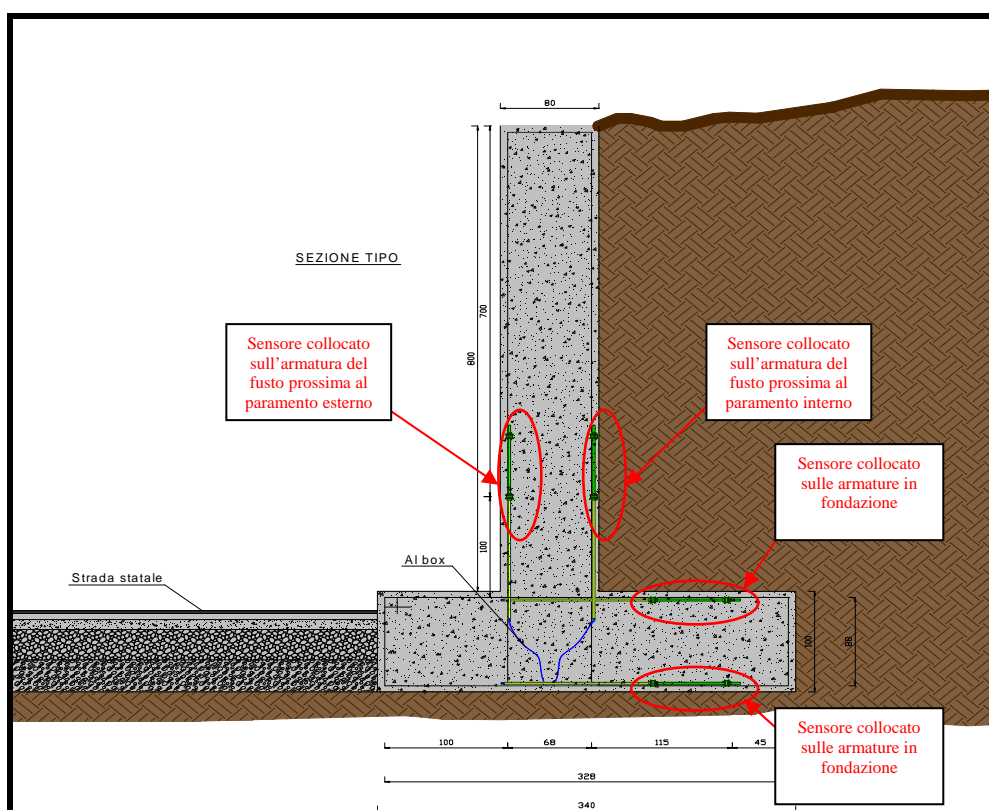 80
SEZIONE TIPO
700
800
Sensore collocato
sull'armatura del
fusto prossima al
paramento esterno
Sensore collocato
sull'armatura del
fusto prossima al
paramento interno
Sensore collocato
sulle armature in
fondazione
100
Al box
Strada statale
100
88
Sensore collocato
sulle armature in
fondazione
100
68
115
45
328
340